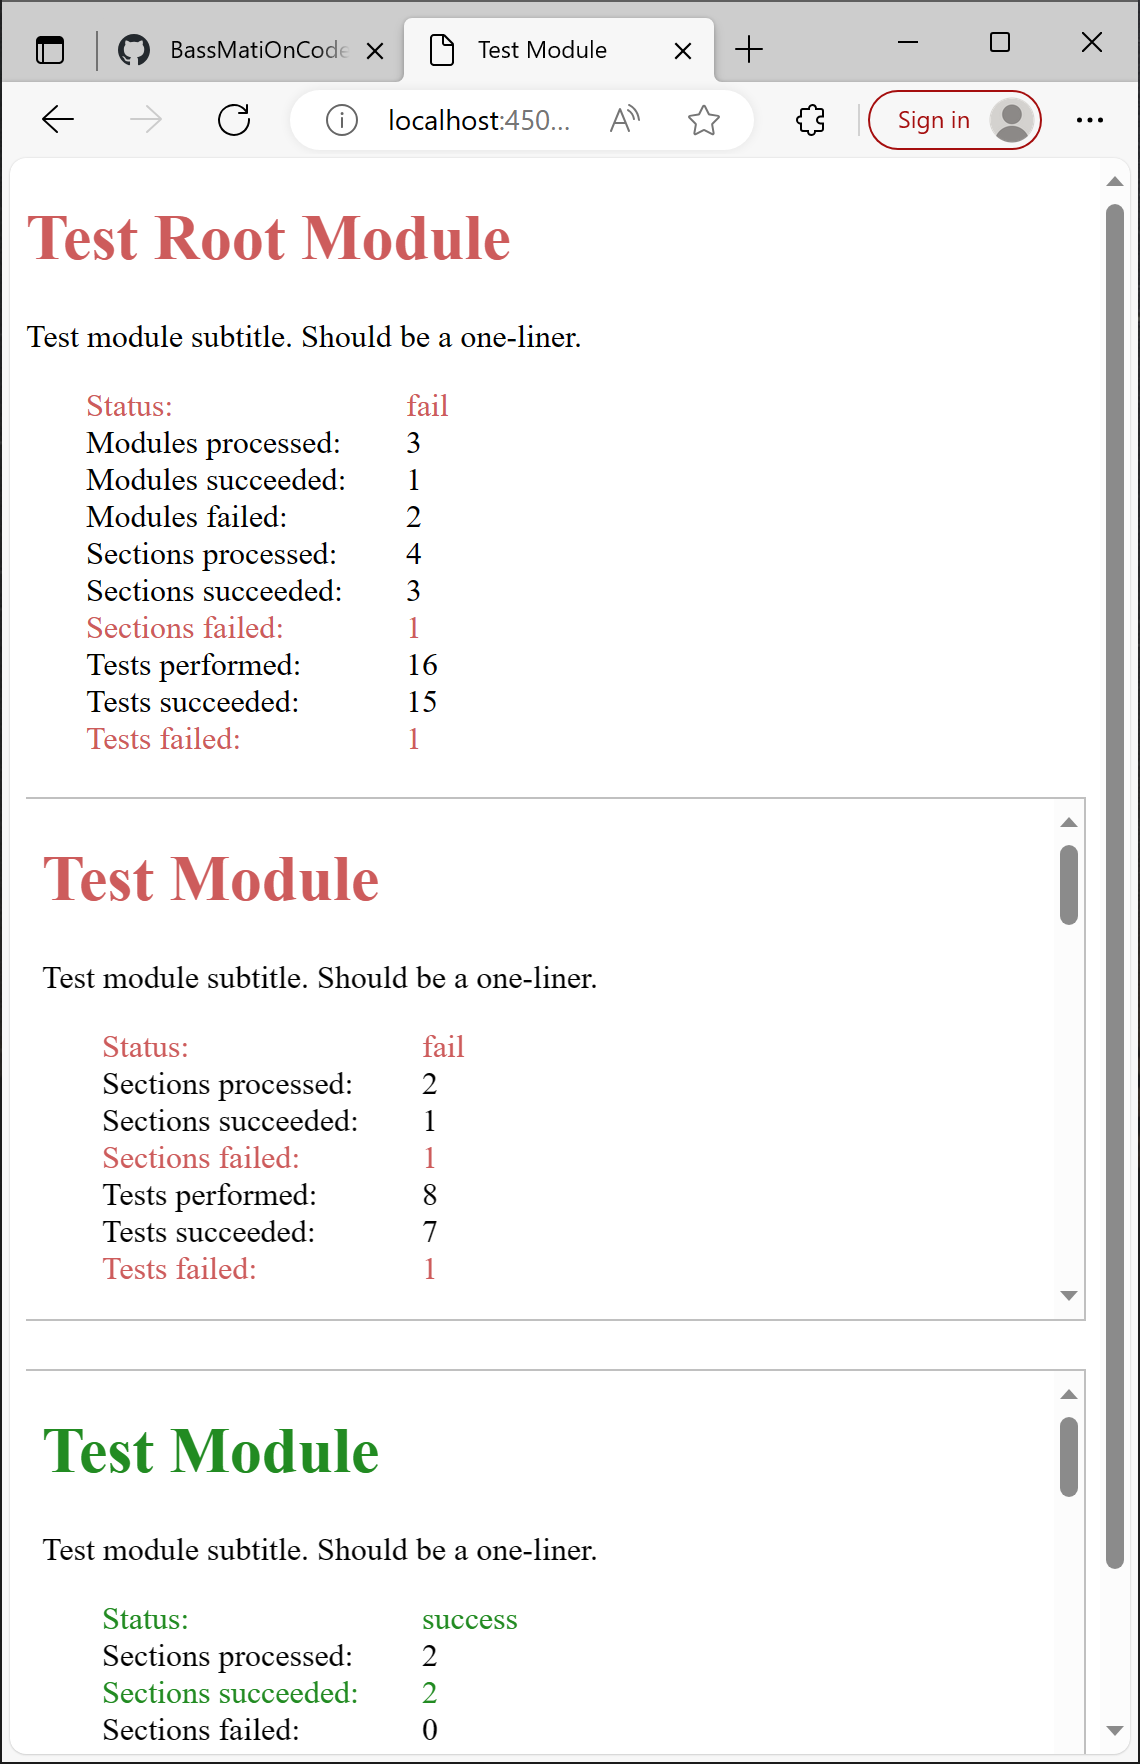 BassMatiOnCode
Test Module
localhost:450...
Sign in
Test Root Module
Test module subtitle. Should be a one-liner.
Status: fail
Modules processed: 3
Modules succeeded: 1
Modules failed: 2
Sections processed: 4
Sections succeeded: 3
Sections failed: 1
Tests performed: 16
Tests succeeded: 15
Tests failed: 1
Test Module
Test module subtitle. Should be a one-liner.
Status: fail
Sections processed: 2
Sections succeeded: 1
Sections failed: 1
Tests performed: 8
Tests succeeded: 7
Tests failed: 1
Test Module
Test module subtitle. Should be a one-liner.
Status: success
Sections processed: 2
Sections succeeded: 2
Sections failed: 0